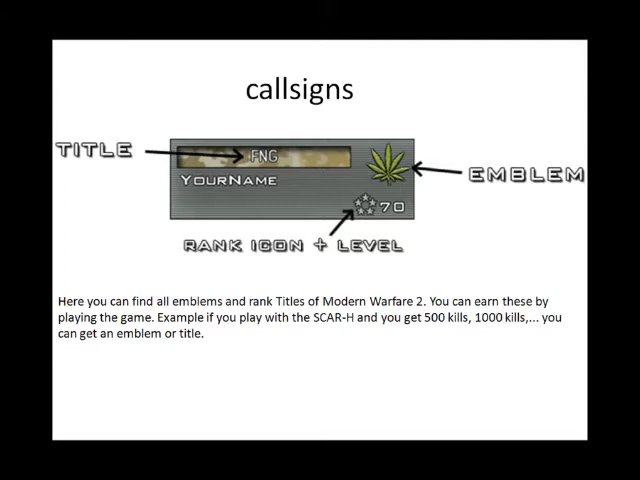 callsigns
TITLE
FNG
YOURNAME
EMBLEM
70
RANK ICON + LEVEL
Here you can find all emblems and rank Titles of Modern Warfare 2. You can earn these by
playing the game. Example if you play with the SCAR-H and you get 500 kills, 1000 kills,... you
can get an emblem or title.